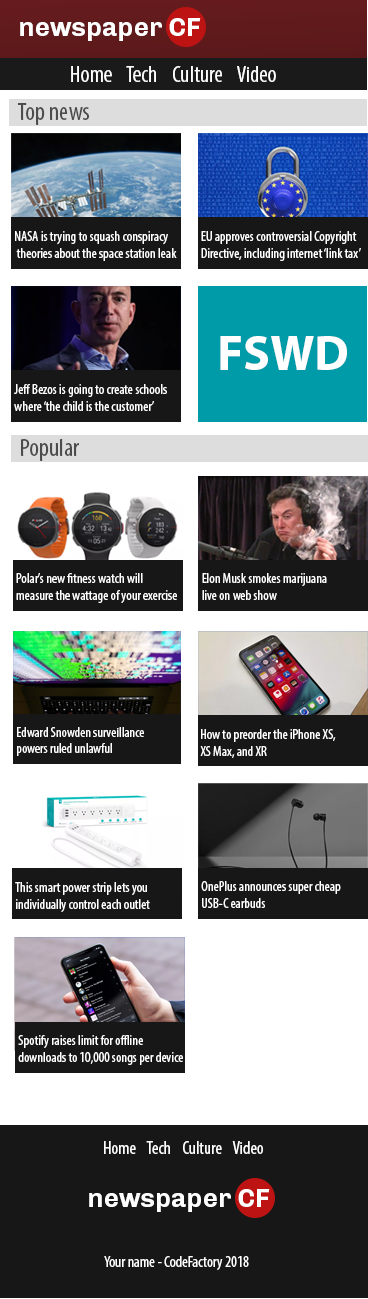 newspaper CF
Home Tech Culture Video
Top news
NASA is trying to squash conspiracy
theories about the space station leak
EU approves controversial Copyright
Directive, including internet ‘link tax’
Jeff Bezos is going to create schools
where ‘the child is the customer’
FSWD
Popular
Polar’s new fitness watch will
measure the wattage of your exercise
Elon Musk smokes marijuana
live on web show
Edward Snowden surveillance
powers ruled unlawful
How to preorder the iPhone XS,
XS Max, and XR
This smart power strip lets you
individually control each outlet
OnePlus announces super cheap
USB-C earbuds
Spotify raises limit for offline
downloads to 10,000 songs per device
Home Tech Culture Video
newspaper CF
Your name - CodeFactory 2018